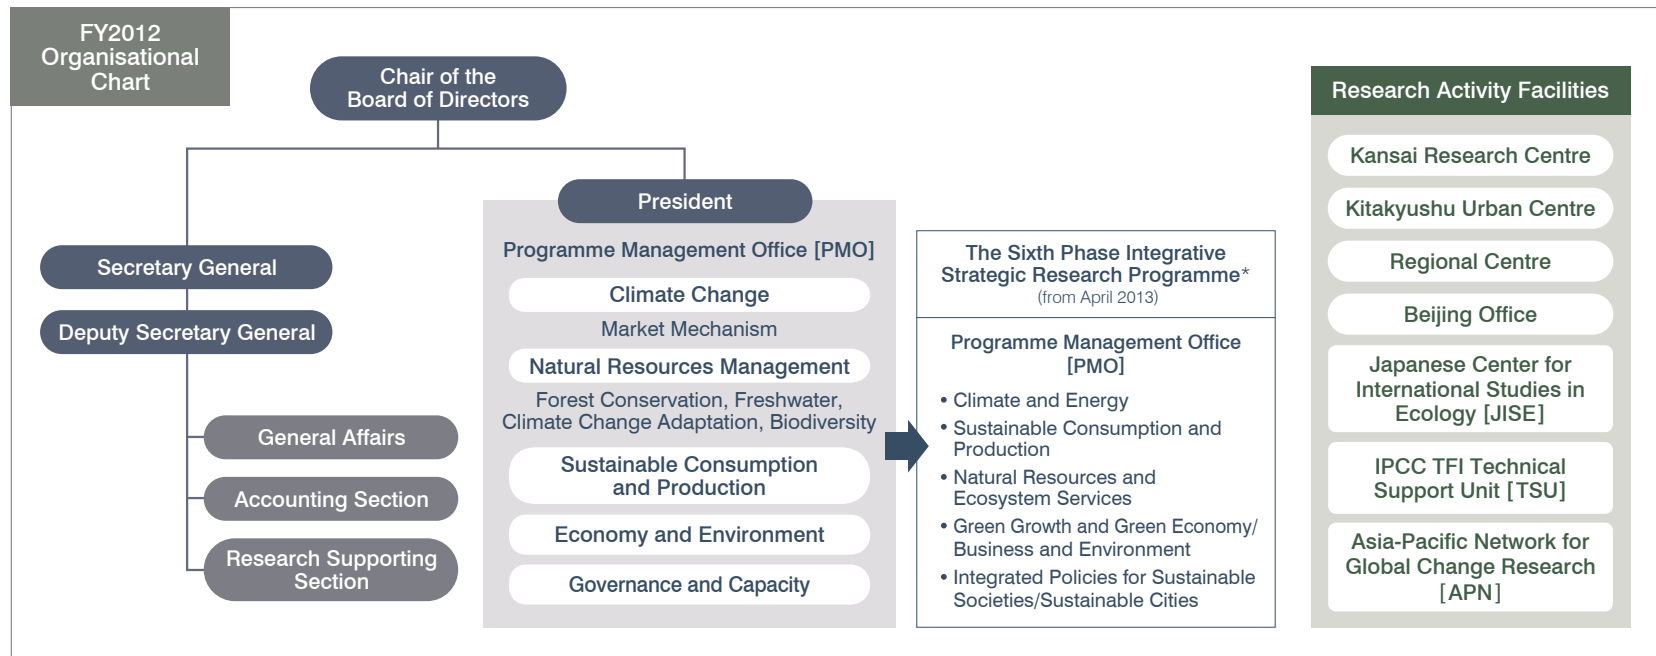 FY2012
Organisational
Chart
Chair of the
Board of Directors
President
Secretary General
Deputy Secretary General
General Affairs
Accounting Section
Research Supporting
Section
Programme Management Office [PMO]
Climate Change
Market Mechanism
Natural Resources Management
Forest Conservation, Freshwater,
Climate Change Adaptation, Biodiversity
Sustainable Consumption
and Production
Economy and Environment
Governance and Capacity
The Sixth Phase Integrative
Strategic Research Programme*
(from April 2013)
Programme Management Office
[PMO]
• Climate and Energy
• Sustainable Consumption and
Production
• Natural Resources and
Ecosystem Services
• Green Growth and Green Economy/
Business and Environment
• Integrated Policies for Sustainable
Societies/Sustainable Cities
Research Activity Facilities
Kansai Research Centre
Kitakyushu Urban Centre
Regional Centre
Beijing Office
Japanese Center for
International Studies in
Ecology [JISE]
IPCC TFI Technical
Support Unit [TSU]
Asia-Pacific Network for
Global Change Research
[APN]